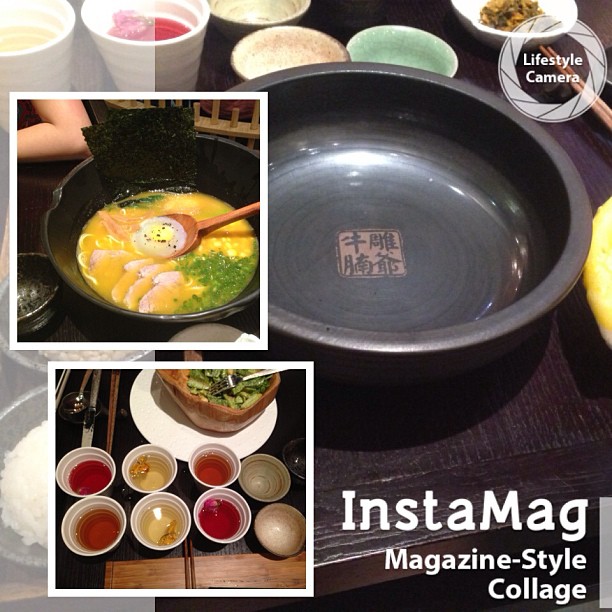 Lifestyle
Camera
牛雕
腩爺
InstaMag
Magazine-Style
Collage